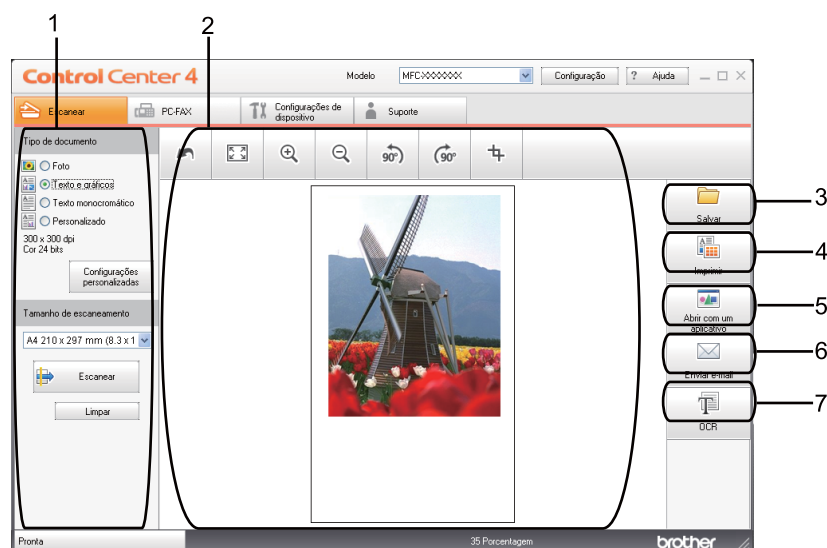 1
2
Control Center 4
Modelo
MFC-XXXXXX
Configuração
? Ajuda
Escanear
PC-FAX
Configurações de
dispositivo
Suporte
Tipo de documento
Foto
Texto e gráficos
Texto monocromático
Personalizado
300 x 300 dpi
Cor 24 bits
Configurações
personalizadas
Tamanho de escaneamento
A4 210 x 297 mm (8.3 x 1
Escanear
Limpar
90°
90°
Salvar
3
Imprimir
4
Abrir com um
aplicativo
5
Enviar e-mail
6
OCR
7
Pronta
35 Porcentagem
brother